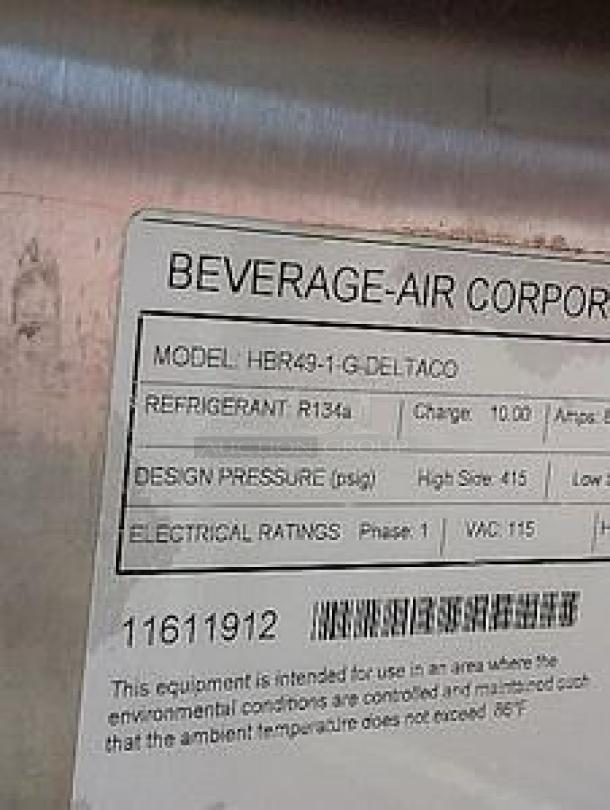 BEVERAGE-AIR CORPOR
MODEL: HBR49-1-G-DELTACO
REFRIGERANT: R134a Charge: 10.00 Amps:
AUCTION GROUP
DESIGN PRESSURE (psig) High Side: 415 Low
ELECTRICAL RATINGS Phase: 1 VAC: 115 H
11611912
This equipment is intended for use in an area where the
environmental conditions are controlled and maintained such
that the ambient temperature does not exceed 86°F